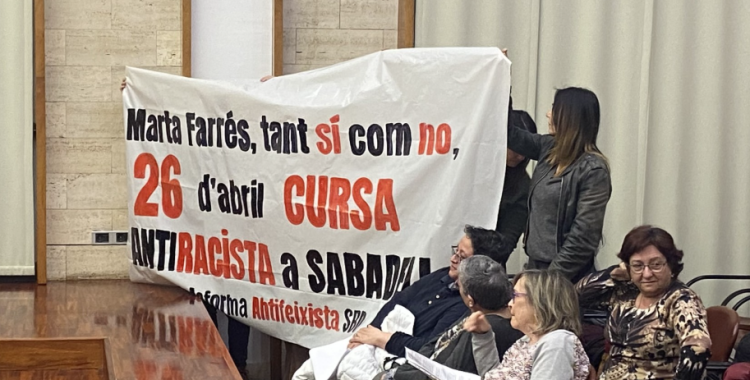 Marta Farrés, tant sí com no,
26 d'abril CURSA
ANTIRACiSTA a SABADELL
Antifeixista